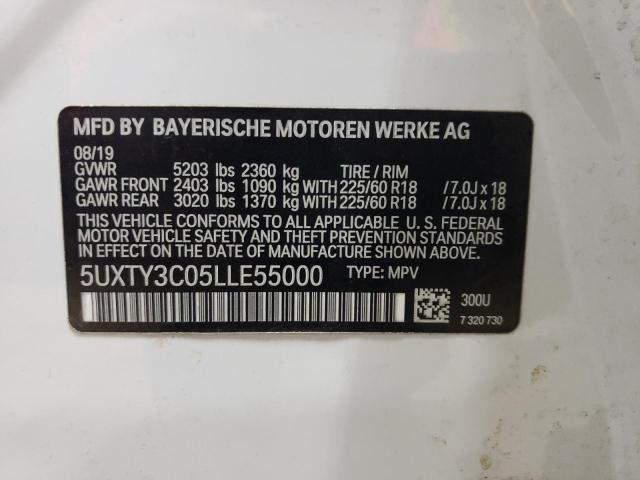 MFD BY BAYERISCHE MOTOREN WERKE AG
08/19
GVWR 5203 lbs 2360 kg TIRE / RIM
GAWR FRONT 2403 lbs 1090 kg WITH 225/60 R18 /7.0J x 18
GAWR REAR 3020 lbs 1370 kg WITH 225/60 R18 /7.0J x 18
THIS VEHICLE CONFORMS TO ALL APPLICABLE U. S. FEDERAL
MOTOR VEHICLE SAFETY AND THEFT PREVENTION STANDARDS
IN EFFECT ON THE DATE OF MANUFACTURE SHOWN ABOVE.
5UXTY3C05LLE55000 TYPE: MPV
300U
7 320 730